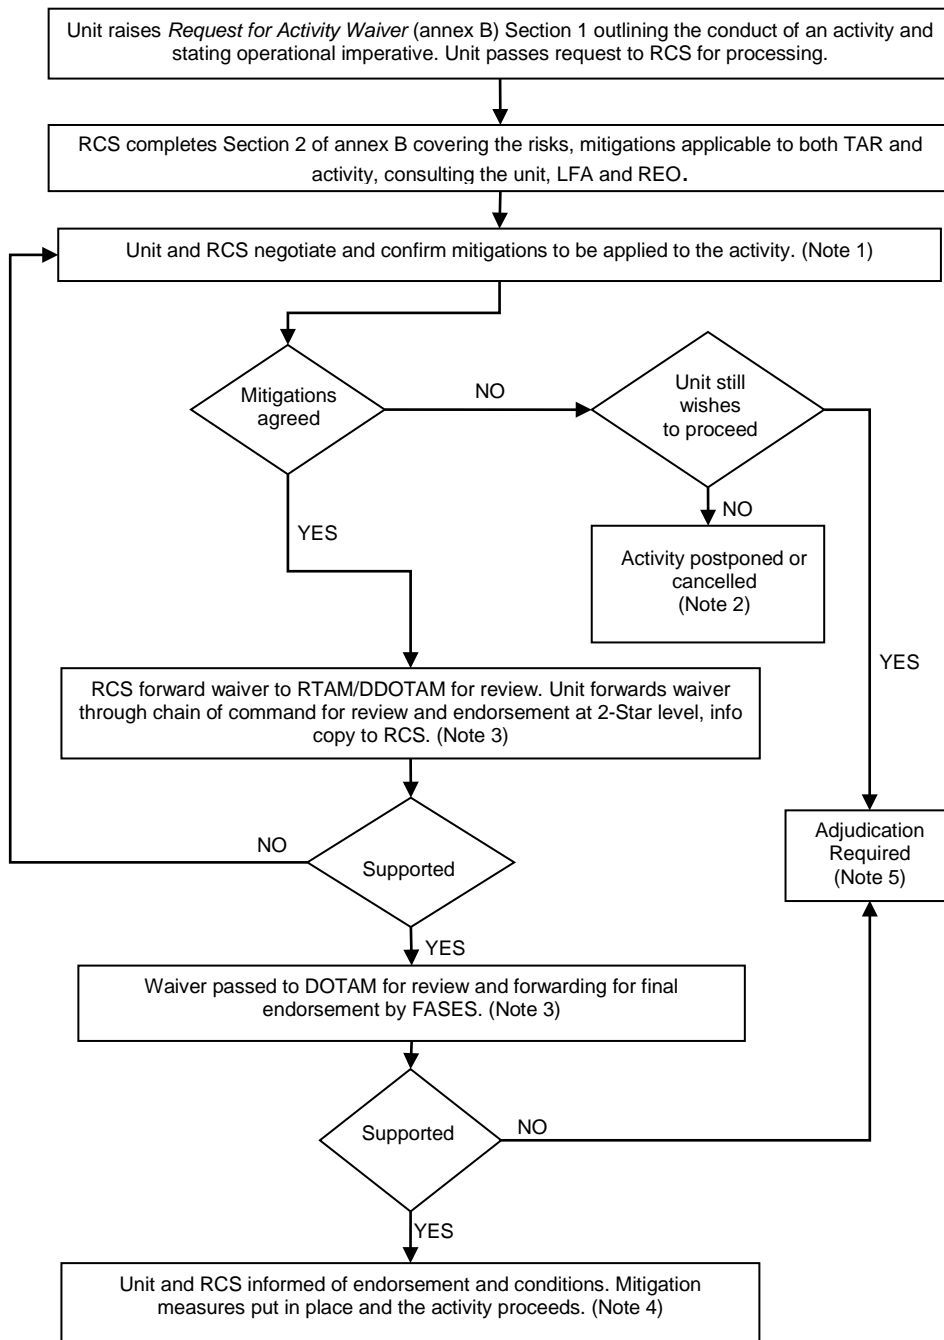 Unit raises Request for Activity Waiver (annex B) Section 1 outlining the conduct of an activity and
stating operational imperative. Unit passes request to RCS for processing.
RCS completes Section 2 of annex B covering the risks, mitigations applicable to both TAR and
activity, consulting the unit, LFA and REO.
Unit and RCS negotiate and confirm mitigations to be applied to the activity. (Note 1)
Mitigations
agreed
NO
Unit still
wishes
to proceed
NO
YES
Activity postponed or
cancelled
(Note 2)
YES
RCS forward waiver to RTAM/DDOTAM for review. Unit forwards waiver
through chain of command for review and endorsement at 2-Star level, info
copy to RCS. (Note 3)
NO
Supported
Adjudication
Required
(Note 5)
YES
Waiver passed to DOTAM for review and forwarding for final
endorsement by FASES. (Note 3)
Supported
NO
YES
Unit and RCS informed of endorsement and conditions. Mitigation
measures put in place and the activity proceeds. (Note 4)